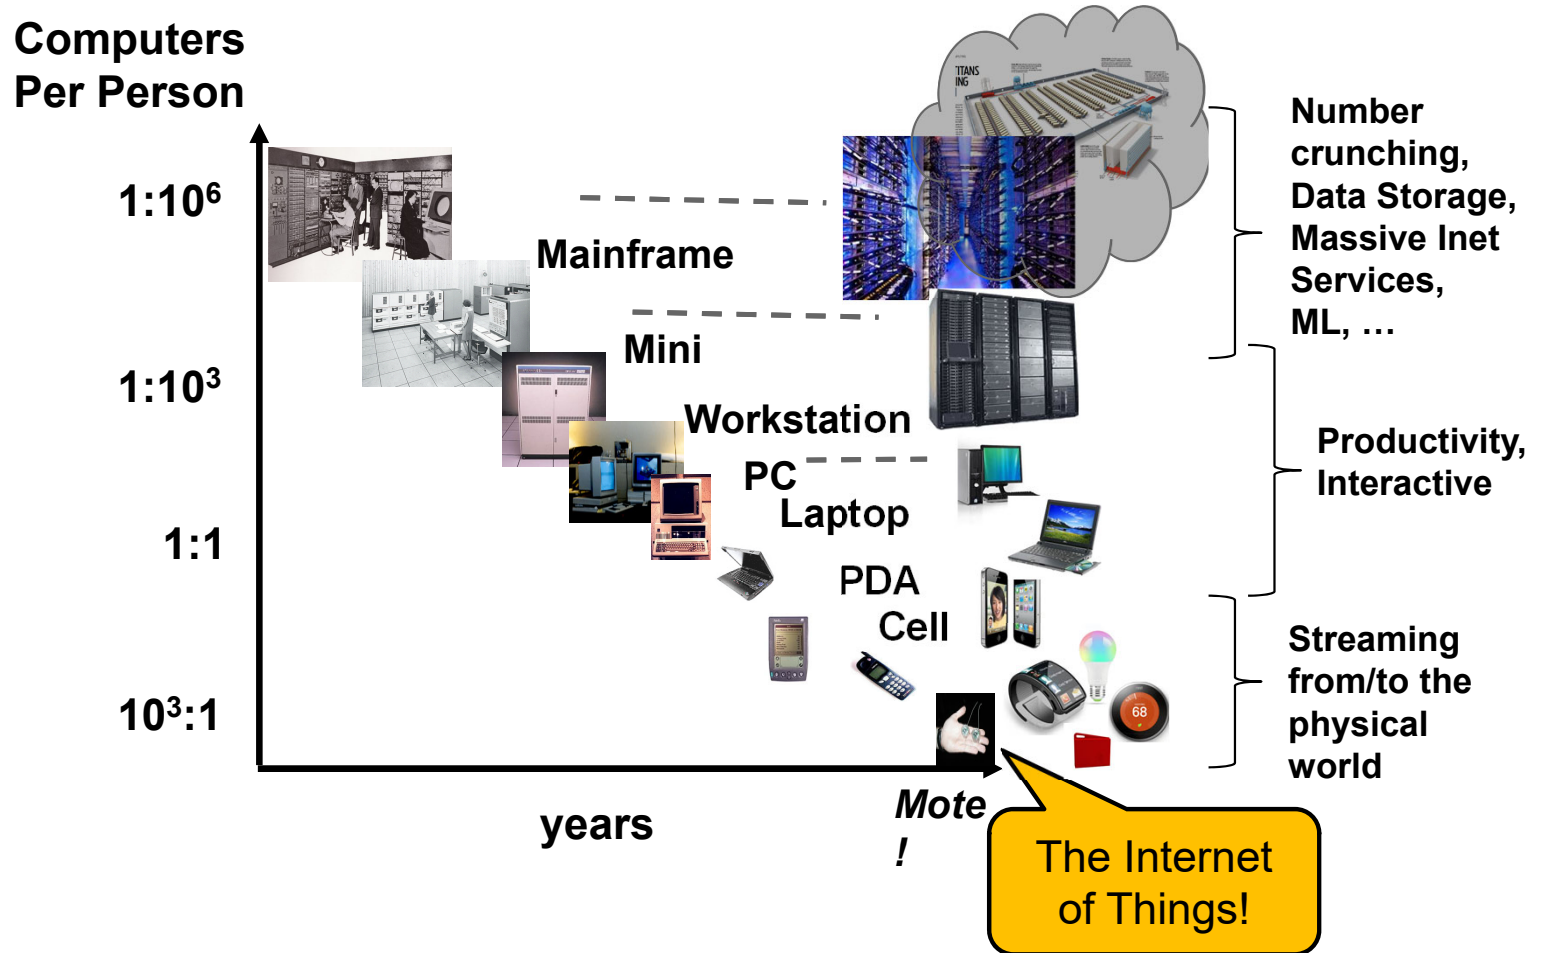 Computers
Per Person
1:10⁶
1:10³
1:1
10³:1
Mainframe
Mini
Workstation
PC
Laptop
PDA
Cell
Mote
!
years
The Internet
of Things!
TITANS
ING
68
Number
crunching,
Data Storage,
Massive Inet
Services,
ML, …
Productivity,
Interactive
Streaming
from/to the
physical
world